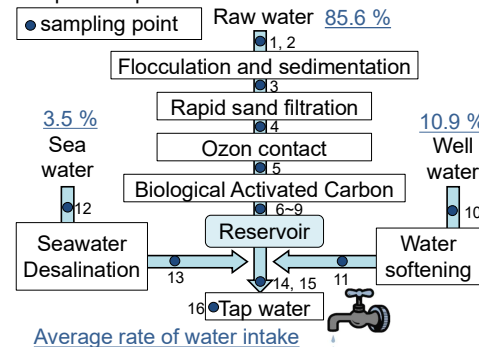 Raw water 85.6 %
sampling point
1, 2
Flocculation and sedimentation
3
Rapid sand filtration
4
3.5 %
Sea
water
10.9 %
Well
water
Ozon contact
5
Biological Activated Carbon
12
6~9
10
Reservoir
Seawater
Desalination
Water
softening
13
11
14, 15
16 Tap water
Average rate of water intake